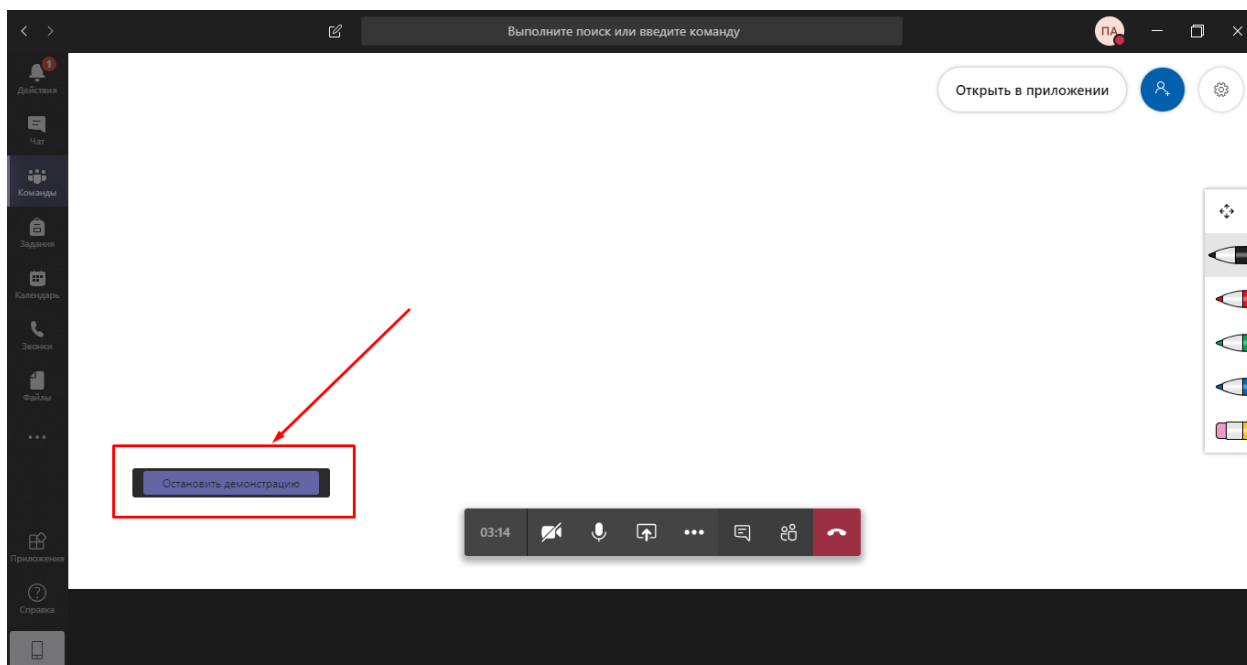 Выполните поиск или введите команду
ПА
1
Действия
Чат
Команды
Задания
Календарь
Звонки
Файлы
Приложения
Справка
Открыть в приложении
Остановить демонстрацию
03:14